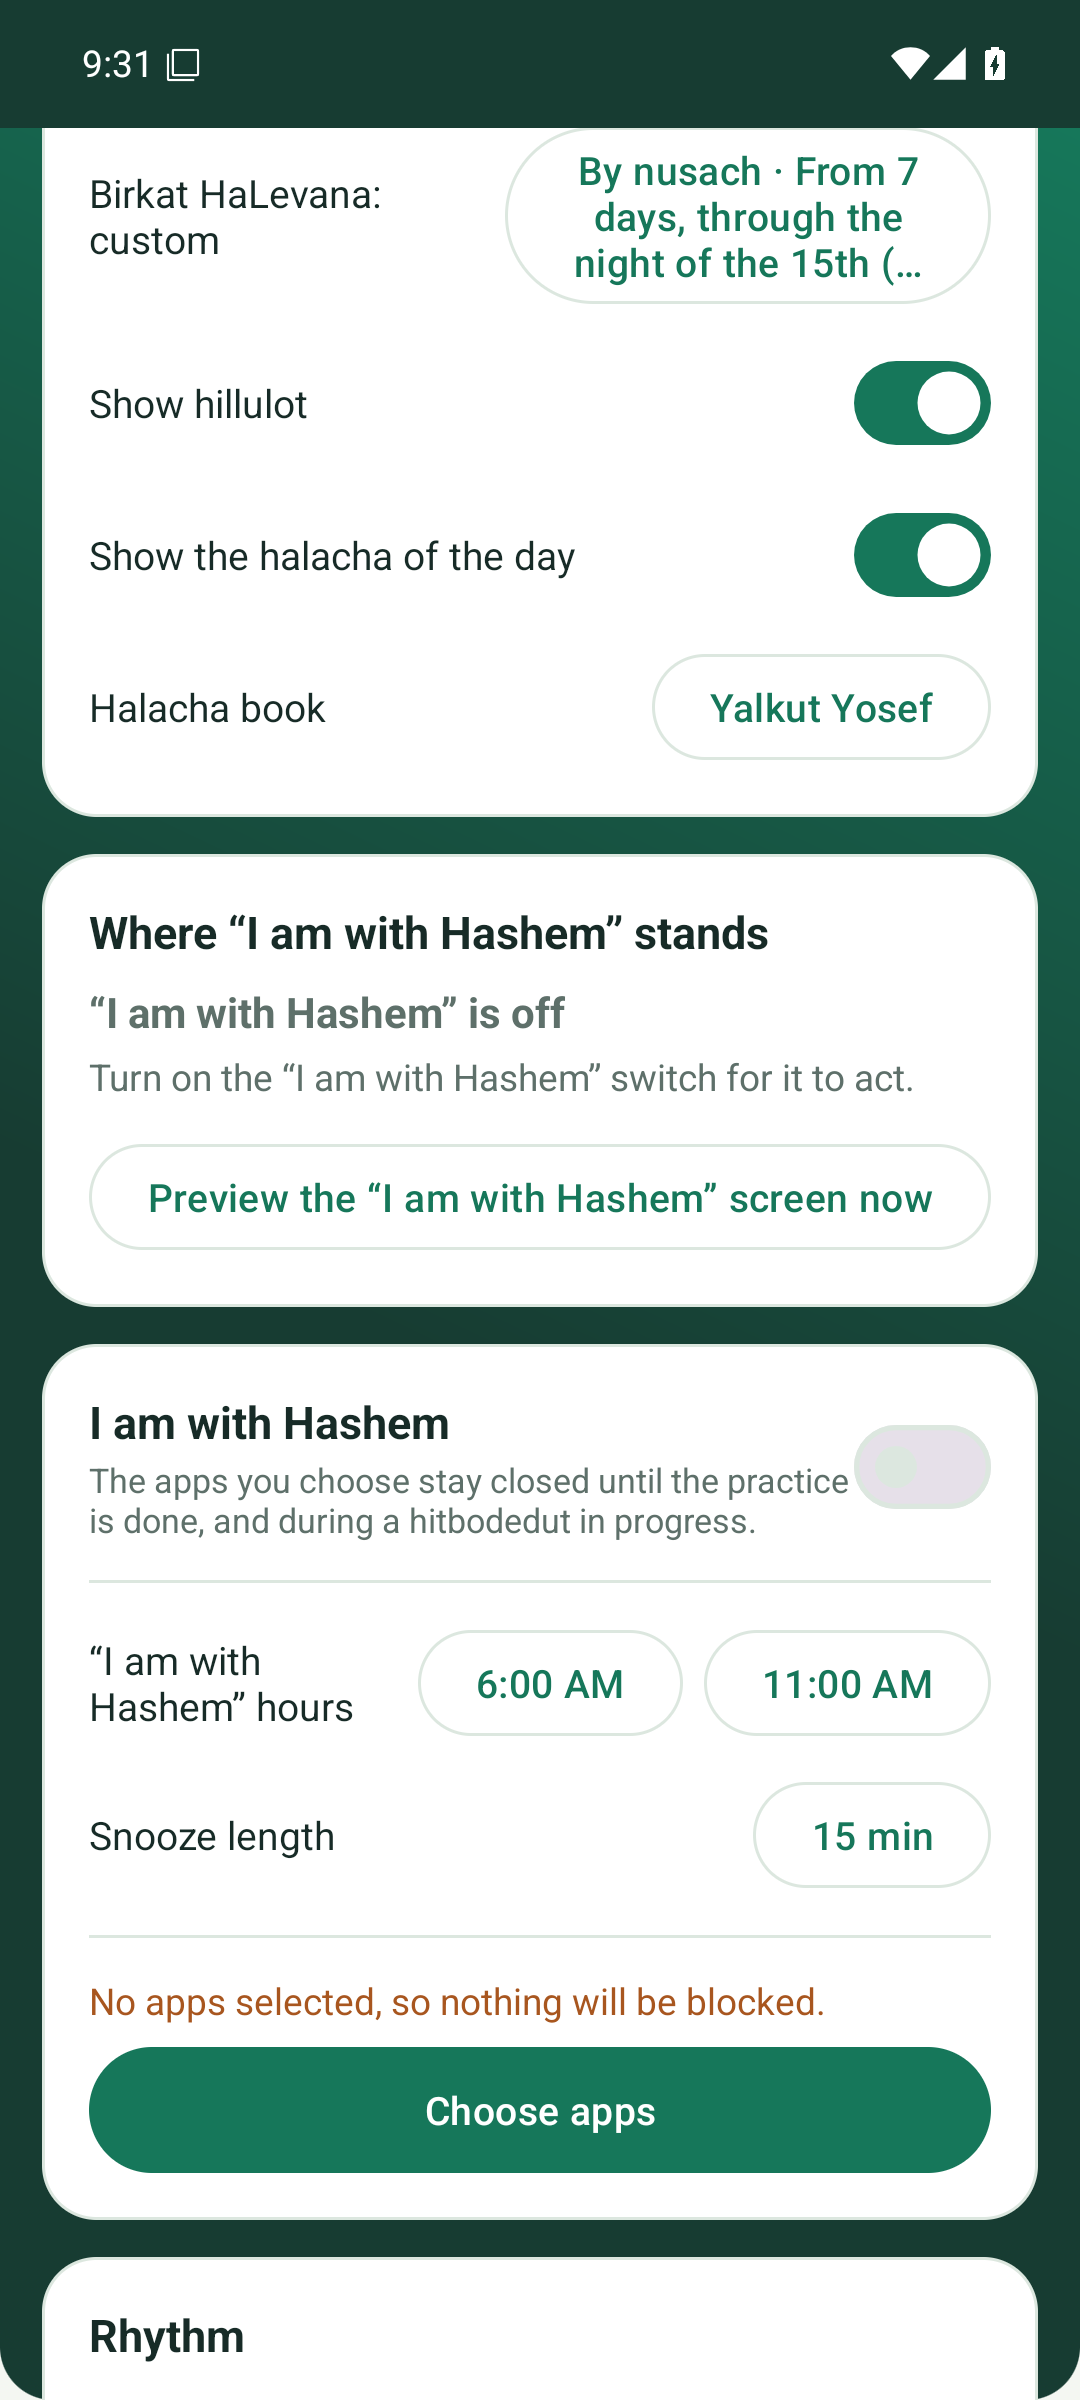 9:31
Birkat HaLevana:
custom
By nusach · From 7
days, through the
night of the 15th (…
Show hillulot
Show the halacha of the day
Halacha book
Yalkut Yosef
Where “I am with Hashem” stands
“I am with Hashem” is off
Turn on the “I am with Hashem” switch for it to act.
Preview the “I am with Hashem” screen now
I am with Hashem
The apps you choose stay closed until the practice
is done, and during a hitbodedut in progress.
“I am with
Hashem” hours
6:00 AM
11:00 AM
Snooze length
15 min
No apps selected, so nothing will be blocked.
Choose apps
Rhythm